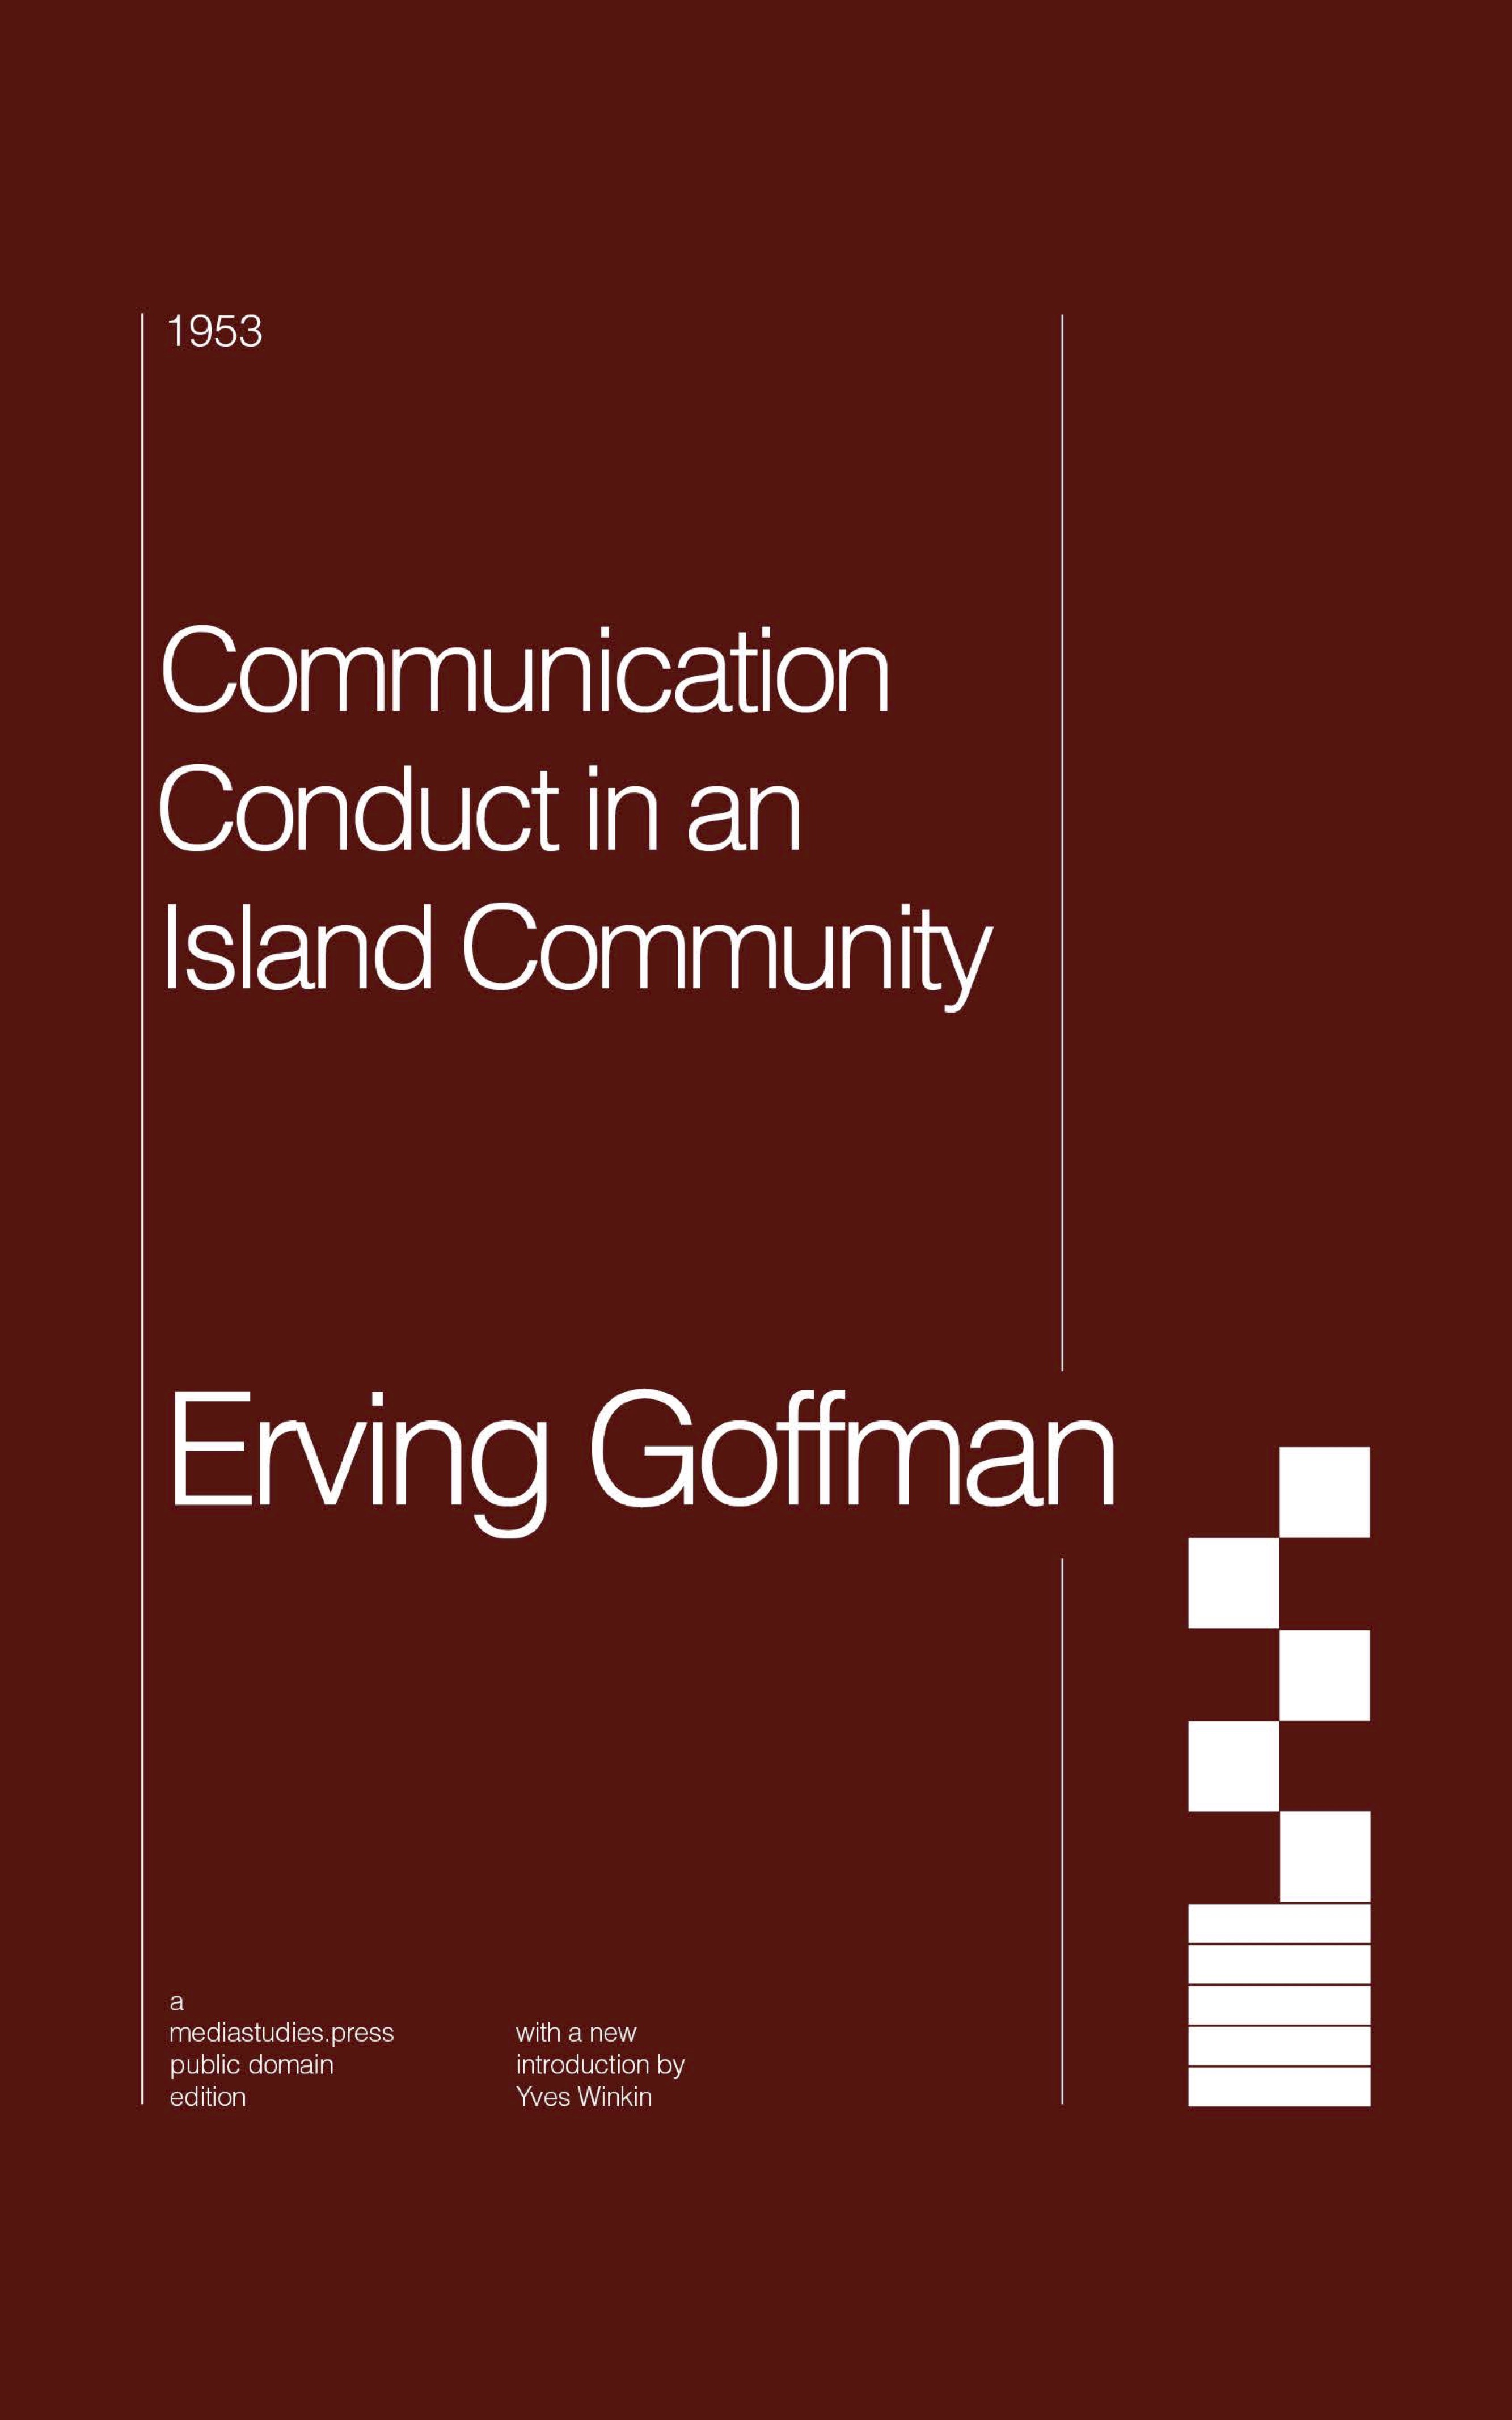 1953
Communication
Conduct in an
Island Community
Erving Goffman
a
mediastudies.press
public domain
edition
with a new
introduction by
Yves Winkin